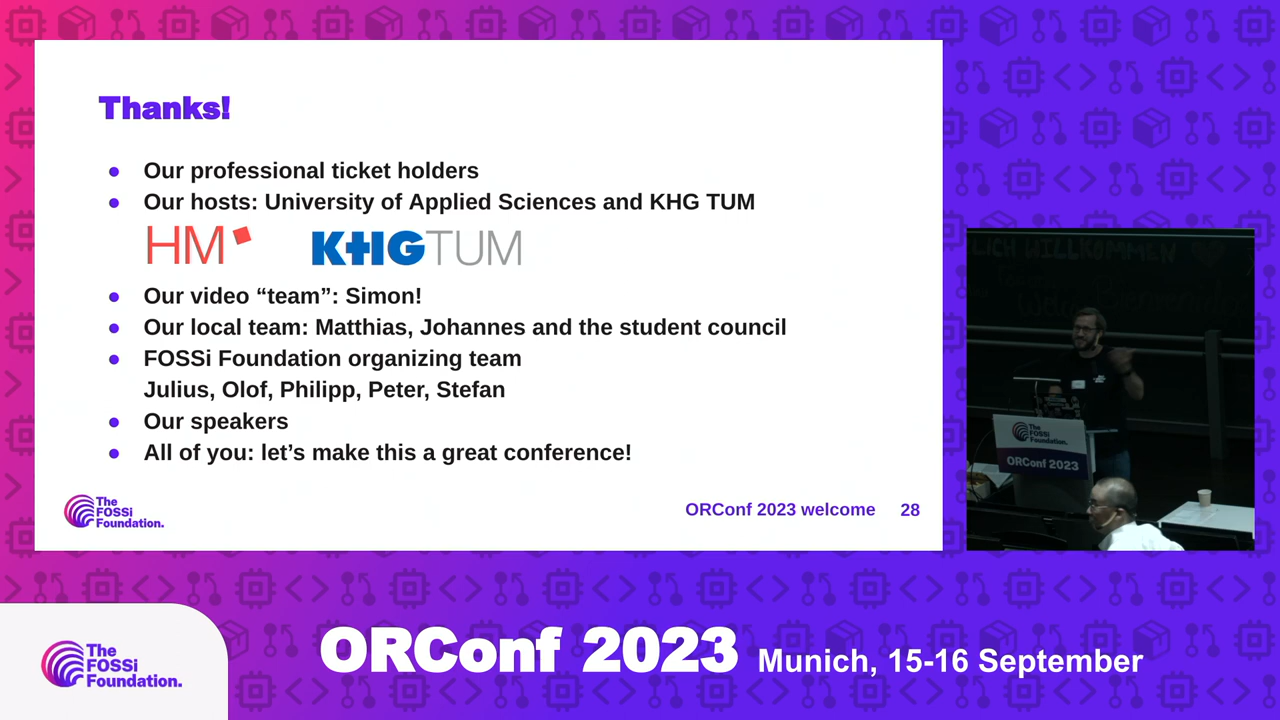 Thanks!
Our professional ticket holders
Our hosts: University of Applied Sciences and KHG TUM
HM
KHGTUM
Our video “team”: Simon!
Our local team: Matthias, Johannes and the student council
FOSSi Foundation organizing team
Julius, Olof, Philipp, Peter, Stefan
Our speakers
All of you: let’s make this a great conference!
The
FOSSi
Foundation.
ORConf 2023 welcome 28
LICH WILLKOMMEN
The
FOSSi
Foundation.
ORConf 2023
The
FOSSi
Foundation.
ORConf 2023 Munich, 15-16 September